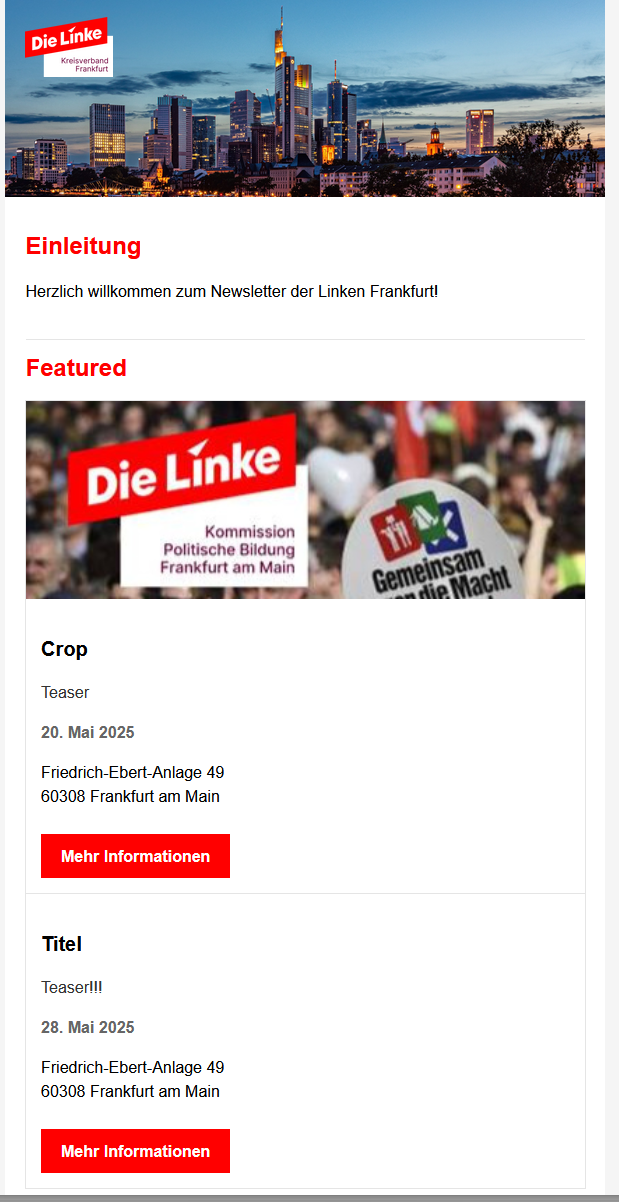 Die Linke
Kreisverband
Frankfurt
Einleitung
Herzlich willkommen zum Newsletter der Linken Frankfurt!
Featured
Die Linke
Kommission
Politische Bildung
Frankfurt am Main
Gemeinsam
die Macht
Crop
Teaser
20. Mai 2025
Friedrich-Ebert-Anlage 49
60308 Frankfurt am Main
Mehr Informationen
Titel
Teaser!!!
28. Mai 2025
Friedrich-Ebert-Anlage 49
60308 Frankfurt am Main
Mehr Informationen